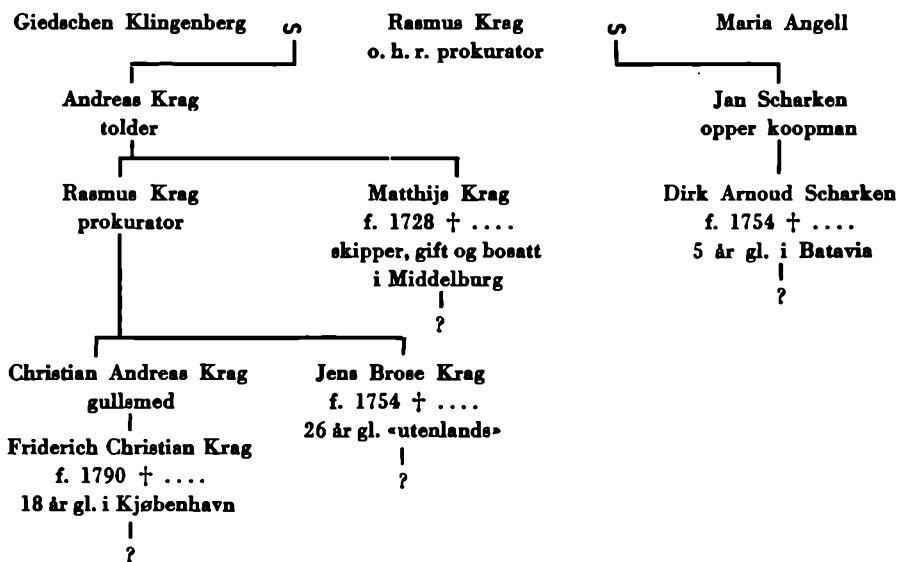 Giedschen Klingenberg S Rasmus Krag S Maria Angell
o. h. r. prokurator
Andreas Krag Jan Scharken
tolder opper koopman
Rasmus Krag Matthijs Krag Dirk Arnoud Scharken
prokurator f. 1728 † .... f. 1754 † ....
skipper, gift og bosatt 5 år gl. i Batavia
i Middelburg ?
?
Christian Andreas Krag Jens Brose Krag
gullsmed f. 1754 † ....
26 år gl. «utenlands»
Friderich Christian Krag
f. 1790 † .... ?
18 år gl. i Kjøbenhavn
?